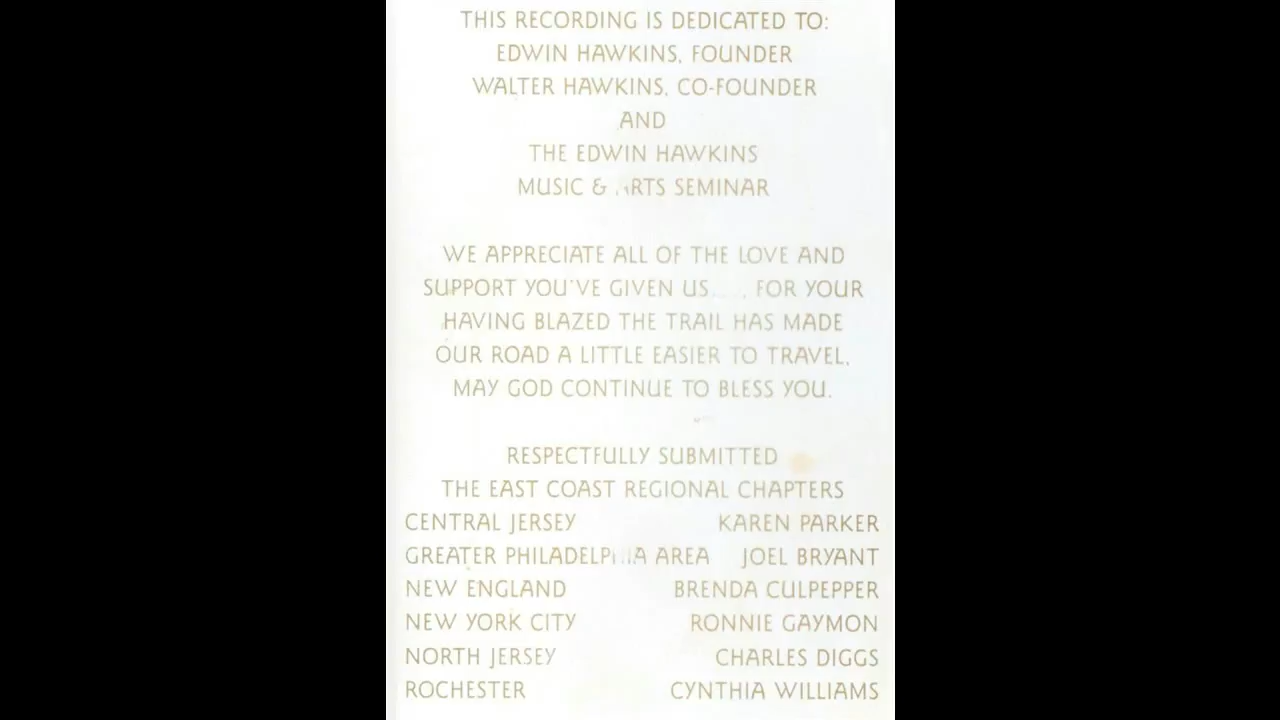 THIS RECORDING IS DEDICATED TO:
EDWIN HAWKINS, FOUNDER
WALTER HAWKINS, CO-FOUNDER
AND
THE EDWIN HAWKINS
MUSIC & ARTS SEMINAR
WE APPRECIATE ALL OF THE LOVE AND
SUPPORT YOU'VE GIVEN US..... FOR YOUR
HAVING BLAZED THE TRAIL HAS MADE
OUR ROAD A LITTLE EASIER TO TRAVEL.
MAY GOD CONTINUE TO BLESS YOU.
RESPECTFULLY SUBMITTED
THE EAST COAST REGIONAL CHAPTERS
CENTRAL JERSEY KAREN PARKER
GREATER PHILADELPHIA AREA JOEL BRYANT
NEW ENGLAND BRENDA CULPEPPER
NEW YORK CITY RONNIE GAYMON
NORTH JERSEY CHARLES DIGGS
ROCHESTER CYNTHIA WILLIAMS